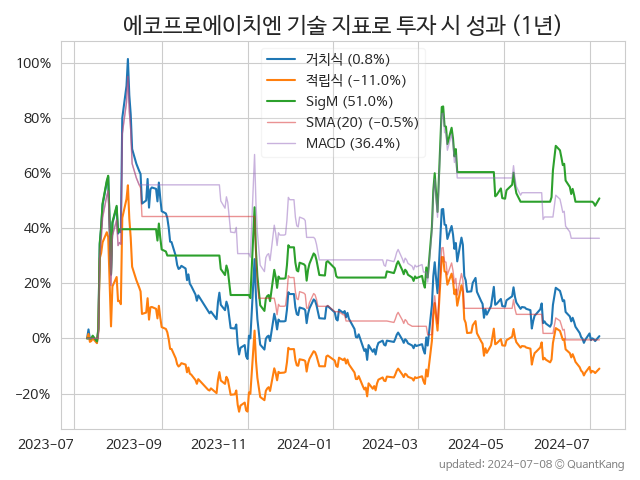 에코프로에이치엔 기술 지표로 투자 시 성과 (1년)
거치식 (0.8%)
적립식 (−11.0%)
SigM (51.0%)
SMA(20) (−0.5%)
MACD (36.4%)
100%
80%
60%
40%
20%
0%
−20%
2023-07 2023-09 2023-11 2024-01 2024-03 2024-05 2024-07
updated: 2024-07-08 © QuantKang